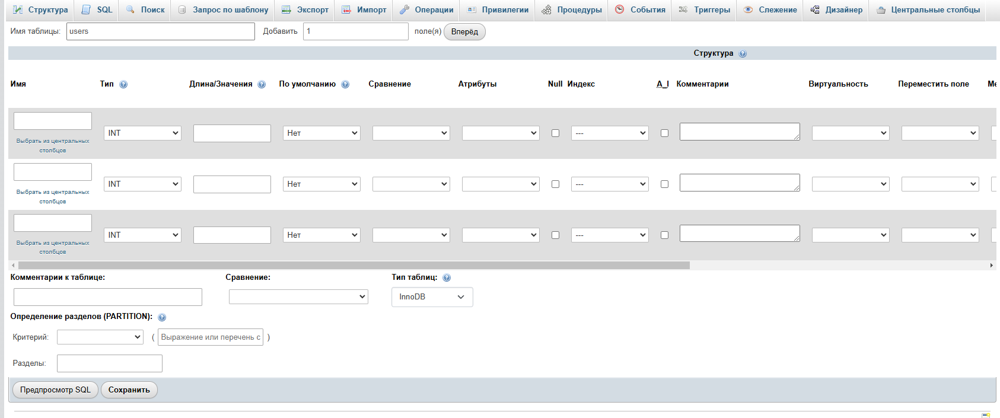 Структура SQL Поиск Запрос по шаблону Экспорт Импорт Операции Привилегии Процедуры События Триггеры Слежение Дизайнер Центральные столбцы
Имя таблицы: users Добавить 1 поле(я) Вперёд
Структура
Имя Тип Длина/Значения По умолчанию Сравнение Атрибуты Null Индекс A_I Комментарии Виртуальность Переместить поле
INT Нет ---
Выбрать из центральных
столбцов
INT Нет ---
Выбрать из центральных
столбцов
INT Нет ---
Выбрать из центральных
столбцов
Комментарии к таблице: Сравнение: Тип таблиц:
InnoDB
Определение разделов (PARTITION):
Критерий: ( Выражение или перечень с )
Разделы:
Предпросмотр SQL Сохранить